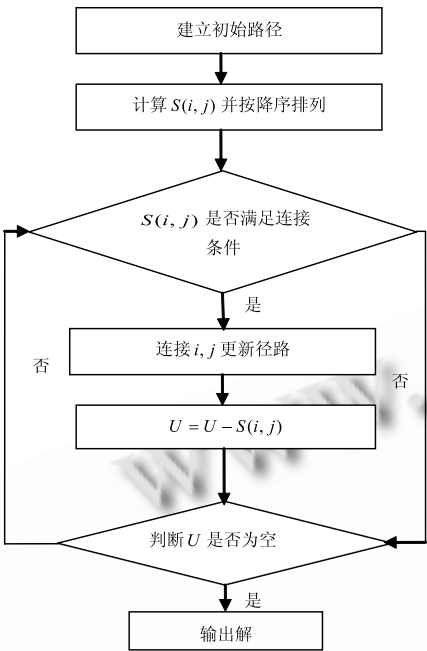 建立初始路径
计算 S(i, j) 并按降序排列
S(i, j) 是否满足连接
条件
是
连接 i, j 更新径路
否
否
U = U − S(i, j)
判断 U 是否为空
是
输出解